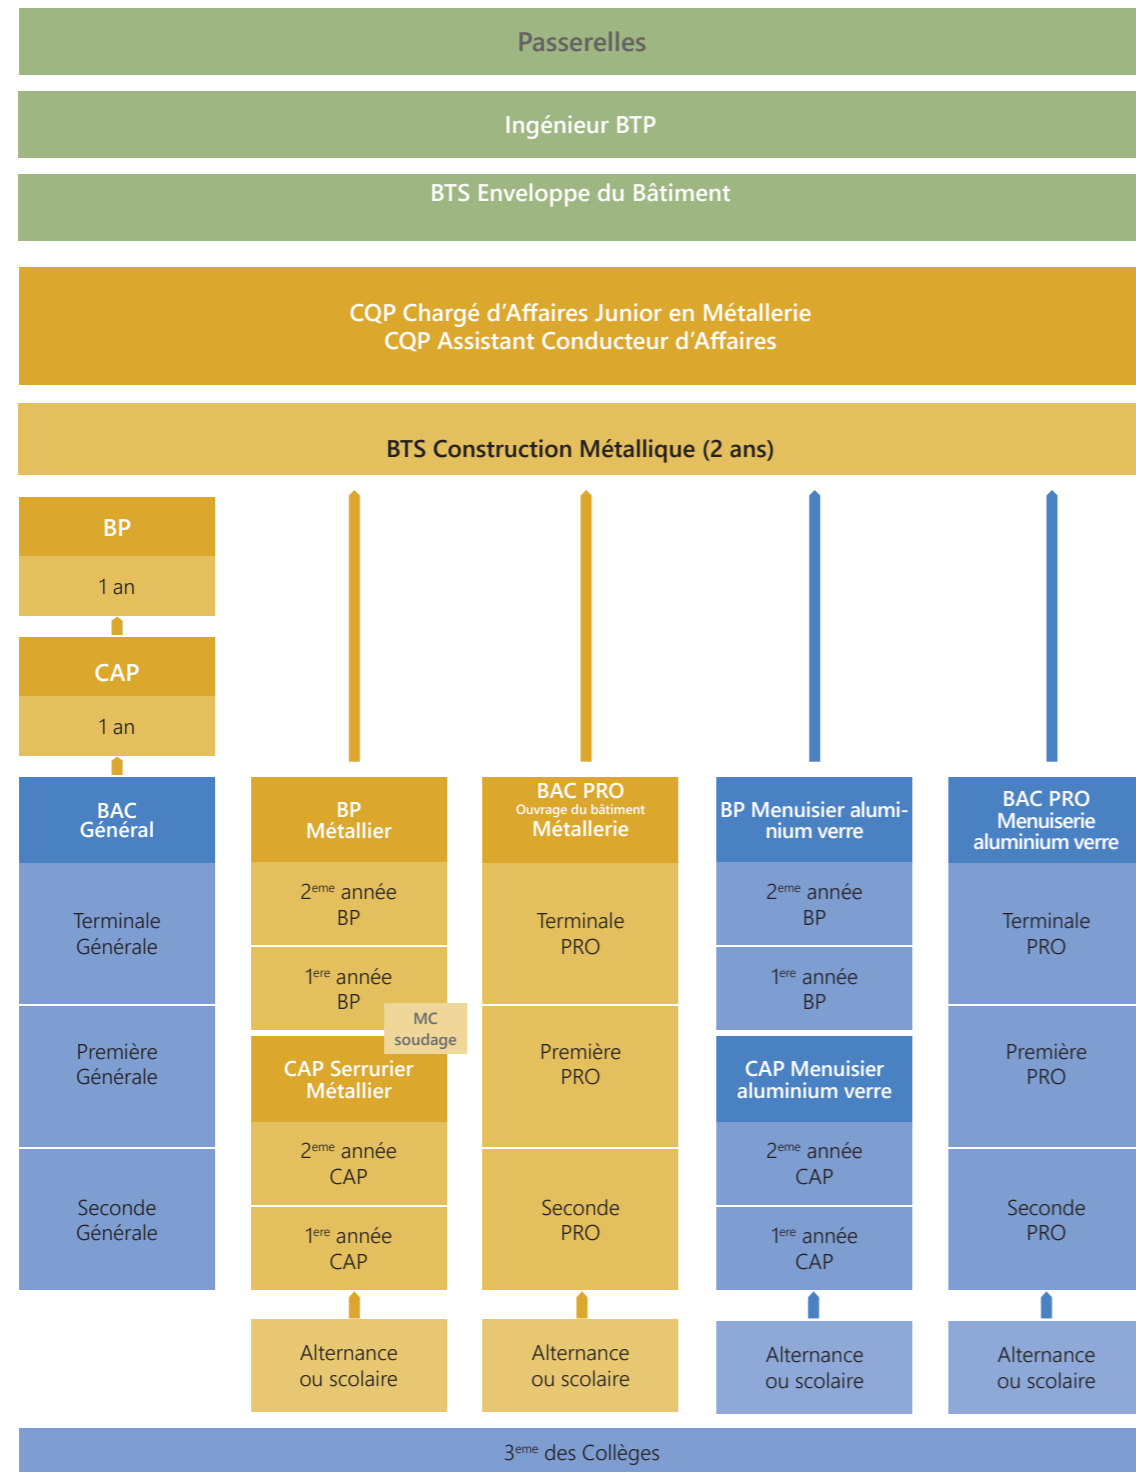 Passerelles
Ingénieur BTP
BTS Enveloppe du Bâtiment
CQP Chargé d'Affaires Junior en Métallerie
CQP Assistant Conducteur d'Affaires
BTS Construction Métallique (2 ans)
BP
1 an
CAP
1 an
BAC
Général
Terminale
Générale
Première
Générale
Seconde
Générale
BP
Métallier
2eme année
BP
1ere année
BP
MC
soudage
CAP Serrurier
Métallier
2eme année
CAP
1ere année
CAP
Alternance
ou scolaire
BAC PRO
Ouvrage du bâtiment
Métallerie
Terminale
PRO
Première
PRO
Seconde
PRO
Alternance
ou scolaire
BP Menuisier alumi-
nium verre
2eme année
BP
1ere année
BP
CAP Menuisier
aluminium verre
2eme année
CAP
1ere année
CAP
Alternance
ou scolaire
BAC PRO
Menuiserie
aluminium verre
Terminale
PRO
Première
PRO
Seconde
PRO
Alternance
ou scolaire
3eme des Collèges